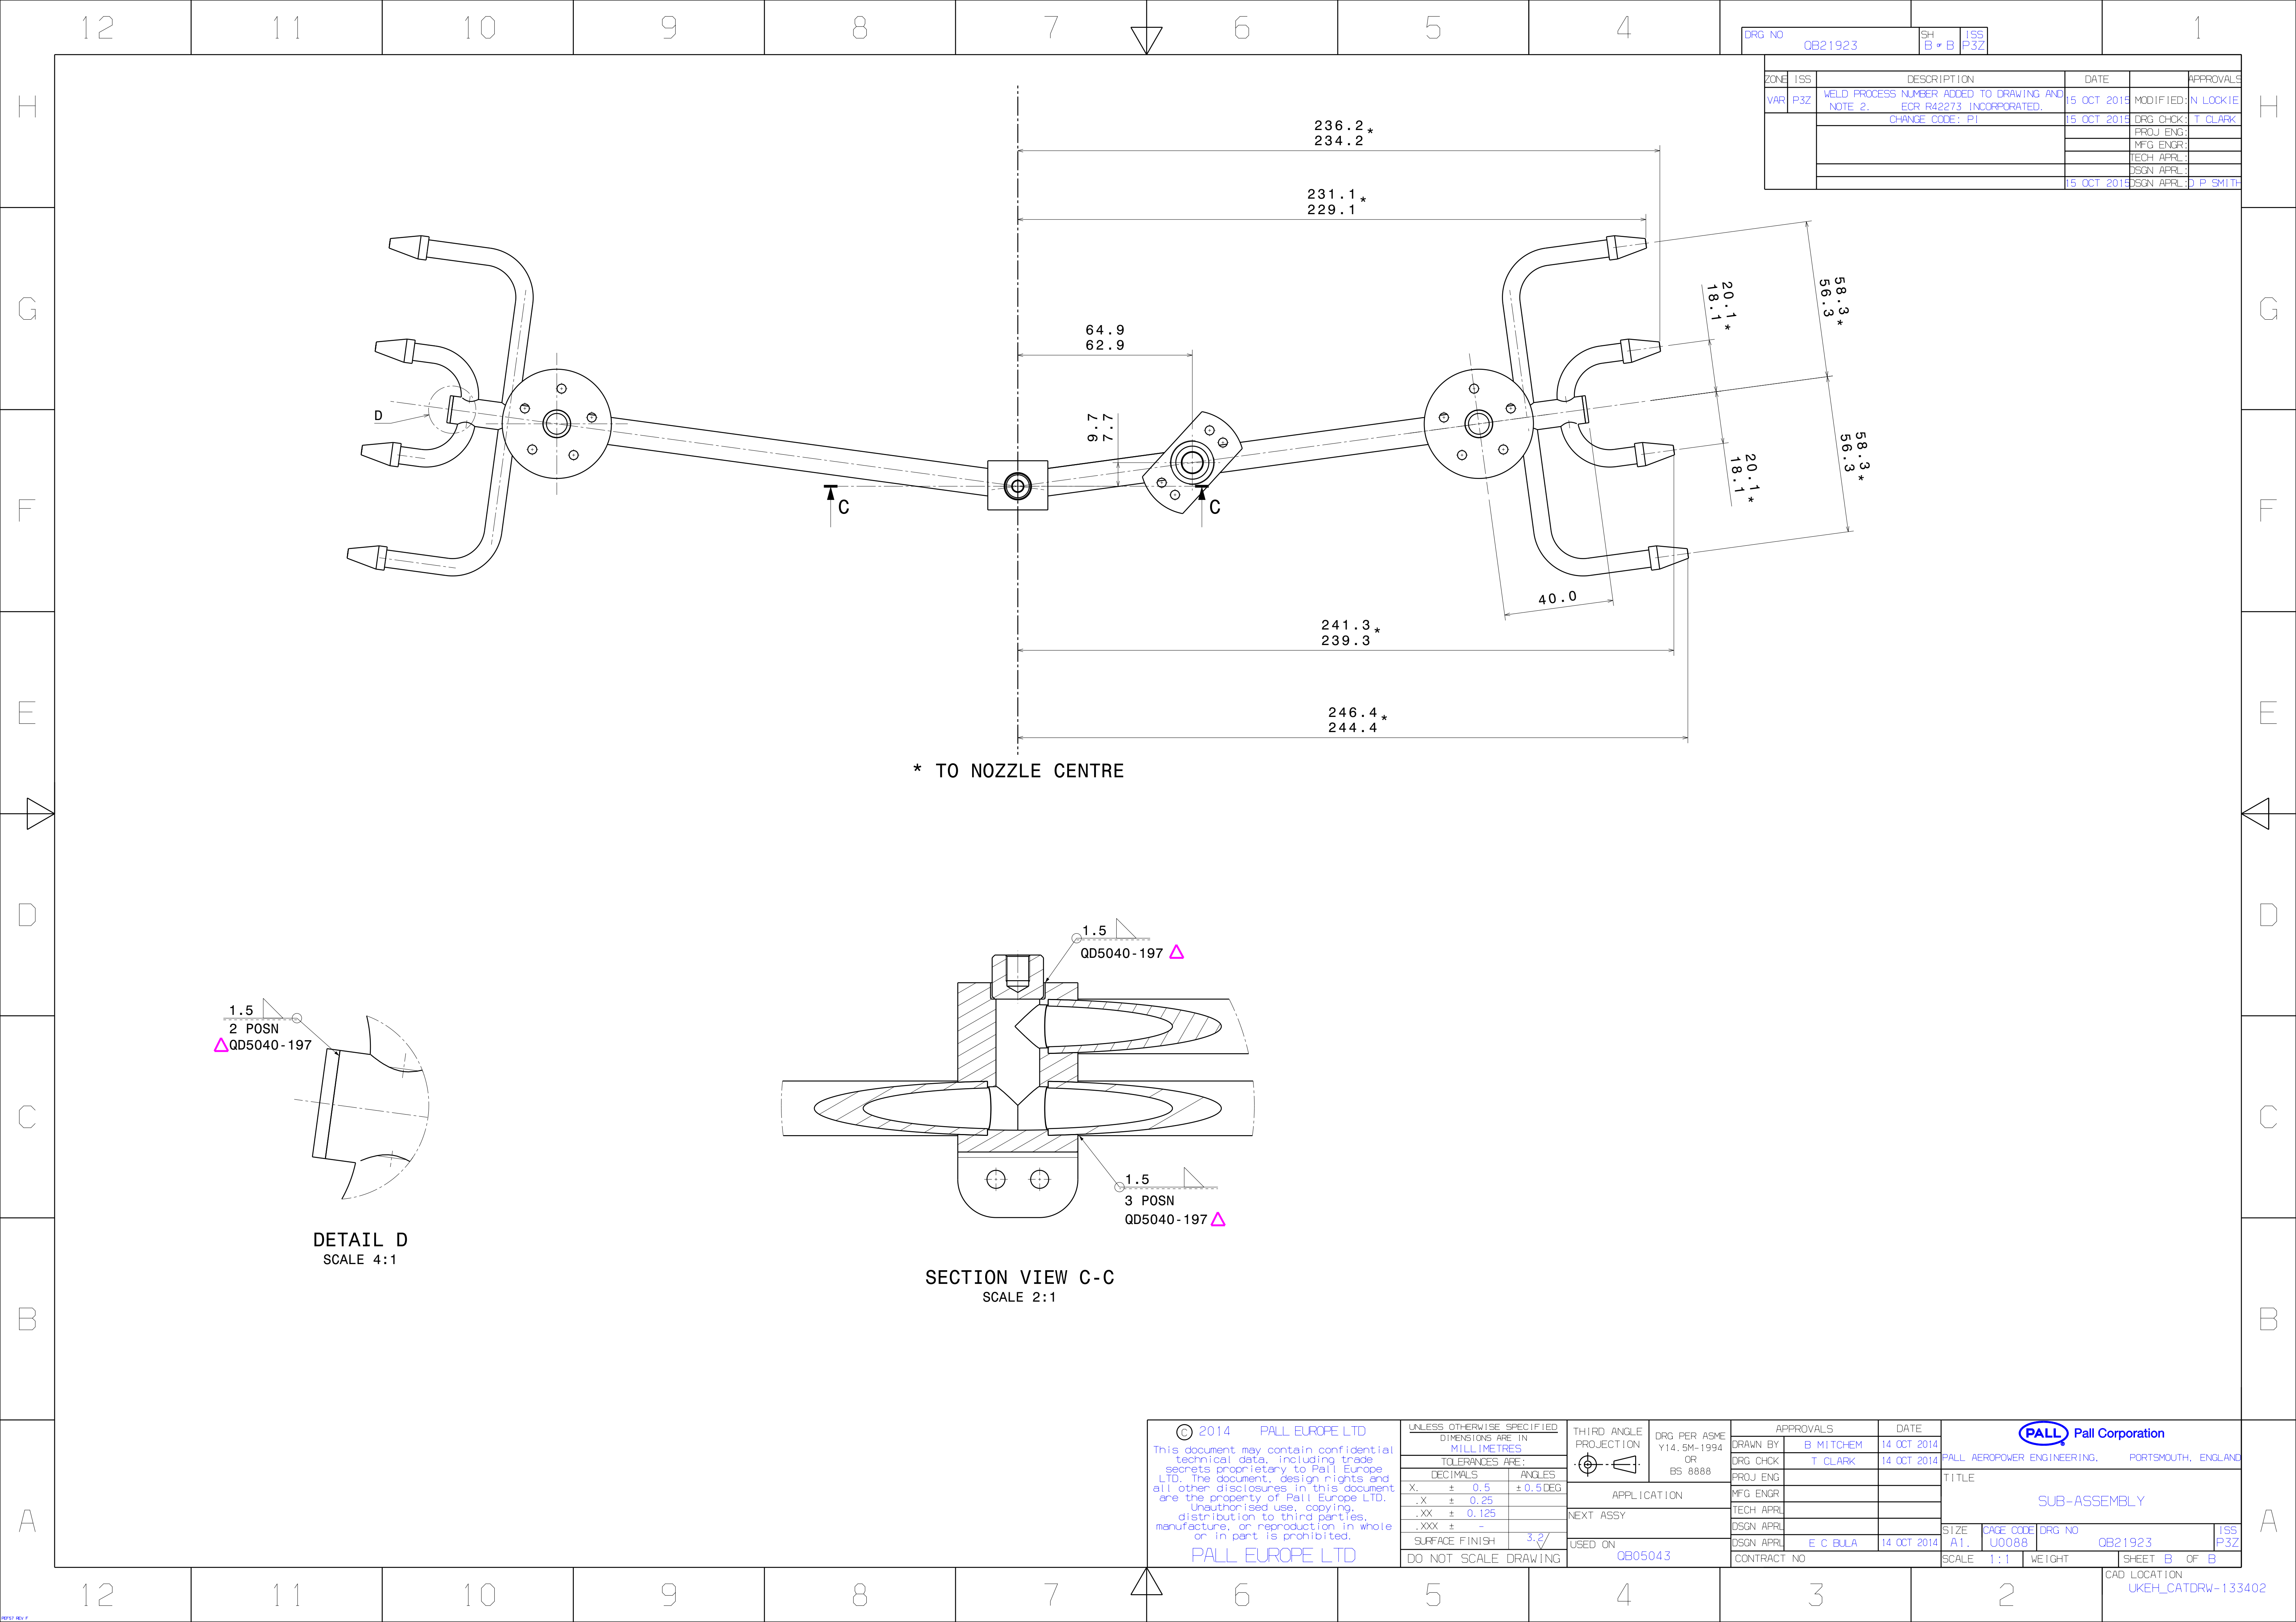 12 11 10 9 8 7 6 5 4 1
DRG NO QB21923 SH B OF B ISS P3Z
ZONE ISS DESCRIPTION DATE APPROVALS
VAR P3Z WELD PROCESS NUMBER ADDED TO DRAWING AND
NOTE 2. ECR R42273 INCORPORATED. 15 OCT 2015 MODIFIED: N LOCKIE
CHANGE CODE: PI 15 OCT 2015 DRG CHCK: T CLARK
PROJ ENG:
MFG ENGR:
TECH APRL:
DSGN APRL:
15 OCT 2015 DSGN APRL: D P SMITH
H H
G G
F F
E E
D D
C C
B B
A A
236.2 *
234.2
231.1 *
229.1
64.9
62.9
7.7
7.6
20.1 *
18.1
58.3 *
56.3
20.1 *
18.1
58.3 *
56.3
D
C C
40.0
241.3 *
239.3
246.4 *
244.4
* TO NOZZLE CENTRE
1.5
QD5040-197
1.5
2 POSN
QD5040-197
1.5
3 POSN
QD5040-197
DETAIL D
SCALE 4:1
SECTION VIEW C-C
SCALE 2:1
© 2014 PALL EUROPE LTD
This document may contain confidential
technical data, including trade
secrets proprietary to Pall Europe
LTD. The document, design rights and
all other disclosures in this document
are the property of Pall Europe LTD.
Unauthorised use, copying,
distribution to third parties,
manufacture, or reproduction in whole
or in part is prohibited.
PALL EUROPE LTD
UNLESS OTHERWISE SPECIFIED
DIMENSIONS ARE IN
MILLIMETRES
TOLERANCES ARE:
DECIMALS ANGLES
X. ± 0.5 ± 0.5 DEG
.X ± 0.25
.XX ± 0.125
.XXX ± -
SURFACE FINISH 3.2
DO NOT SCALE DRAWING
THIRD ANGLE
PROJECTION
DRG PER ASME
Y14.5M-1994
OR
BS 8888
APPLICATION
NEXT ASSY
USED ON
QB05043
APPROVALS DATE
DRAWN BY B MITCHEM 14 OCT 2014
DRG CHCK T CLARK 14 OCT 2014
PROJ ENG
MFG ENGR
TECH APRL
DSGN APRL
DSGN APRL E C BULA 14 OCT 2014
CONTRACT NO
PALL Pall Corporation
PALL AEROPOWER ENGINEERING, PORTSMOUTH, ENGLAND
TITLE
SUB-ASSEMBLY
SIZE A1. CAGE CODE U0088 DRG NO QB21923 ISS P3Z
SCALE 1:1 WEIGHT SHEET B OF B
CAD LOCATION
UKEH_CATDRW-133402
12 11 10 9 8 7 6 5 4 3 2